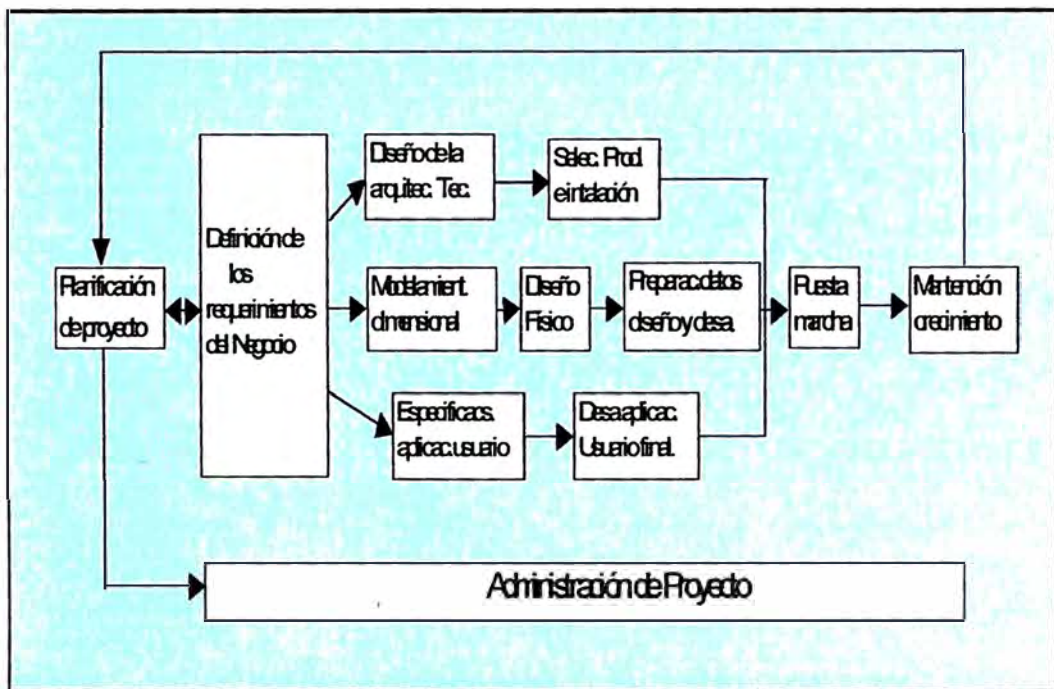 Planificación
de proyecto
Definición de
los
requerimientos
del Negocio
Diseño de la
arquitec. Tec.
Selec. Prod.
e intalación
Modelamient.
dimensional
Diseño
Físico
Preparac. datos
diseño y desa.
Especificacs.
aplicac. usuario
Desa aplicac.
Usuario final.
Puesta
marcha
Mantención
crecimiento
Administración de Proyecto